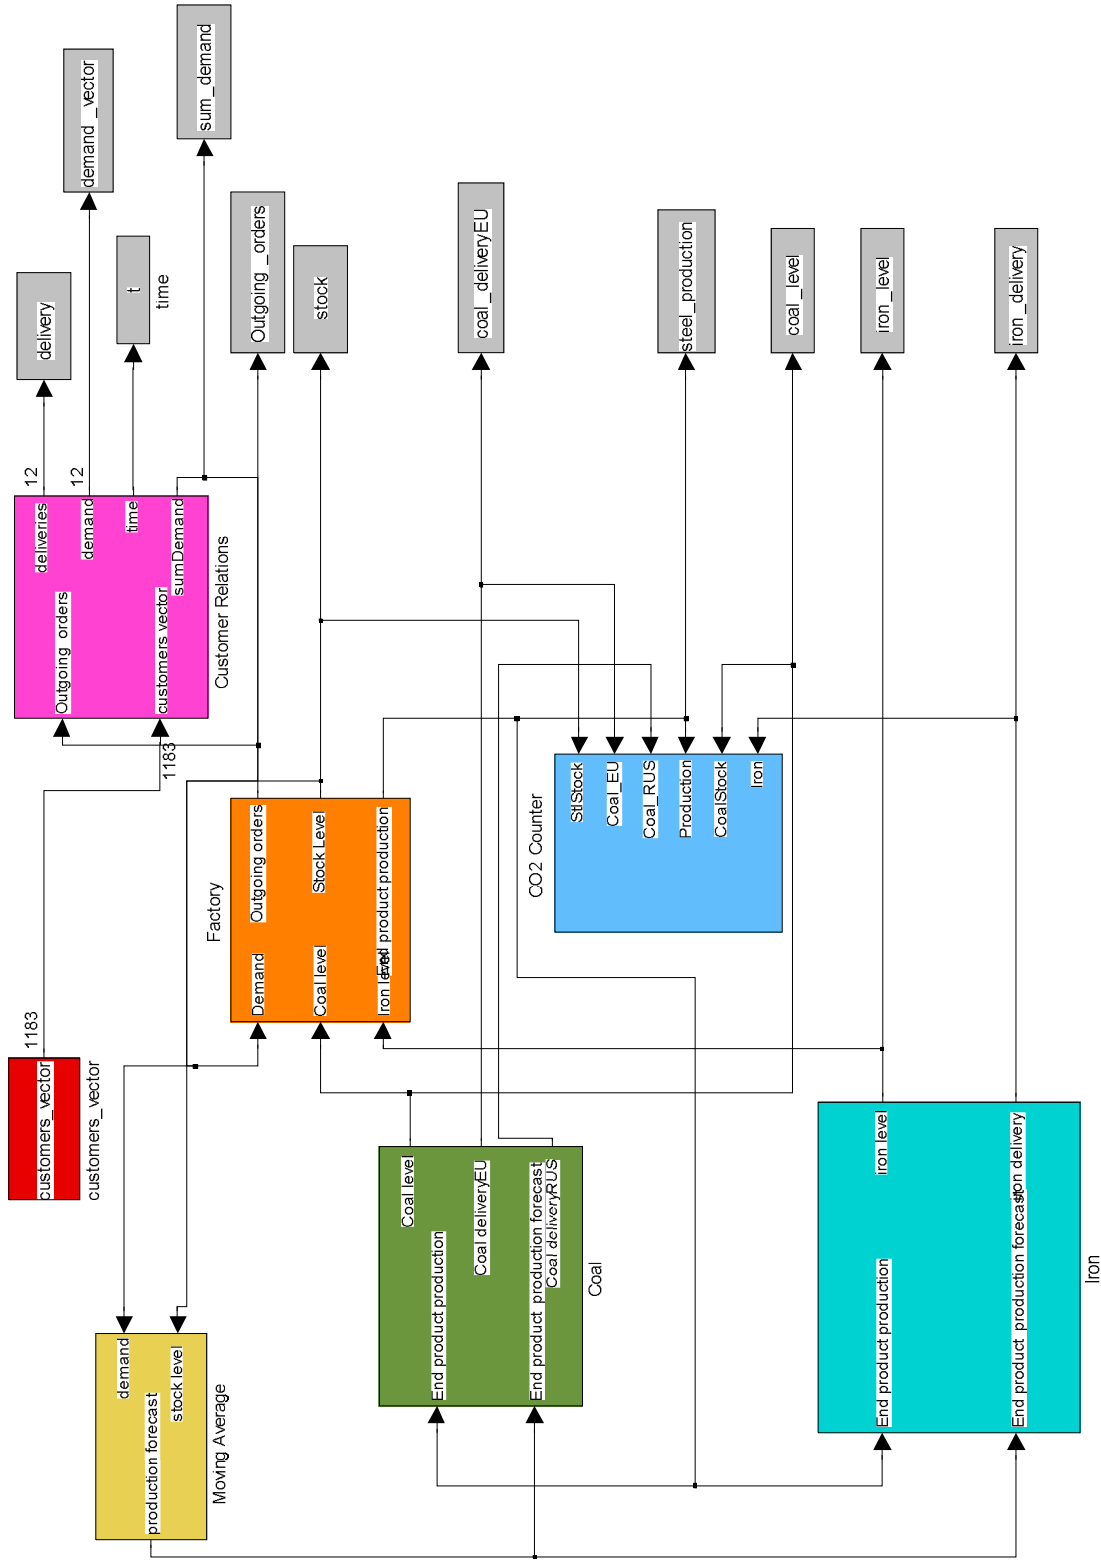 sum_demand
demand _vector
t
time
delivery
Outgoing _orders
stock
coal_deliveryEU
steel_production
coal_level
iron_level
iron_delivery
12
12
deliveries
demand
time
sumDemand
Outgoing orders
customers vector
Customer Relations
1183
1183
customers_vector
customers_vector
Factory
Outgoing orders
Stock Level
End product production
Demand
Coal level
Iron level
CO2 Counter
StlStock
Coal_EU
Coal_RUS
Production
CoalStock
Iron
demand
stock level
production forecast
Moving Average
Coal level
Coal deliveryEU
Coal deliveryRUS
End product production
End product production forecast
Coal
iron level
iron delivery
End product production
End product production forecast
Iron